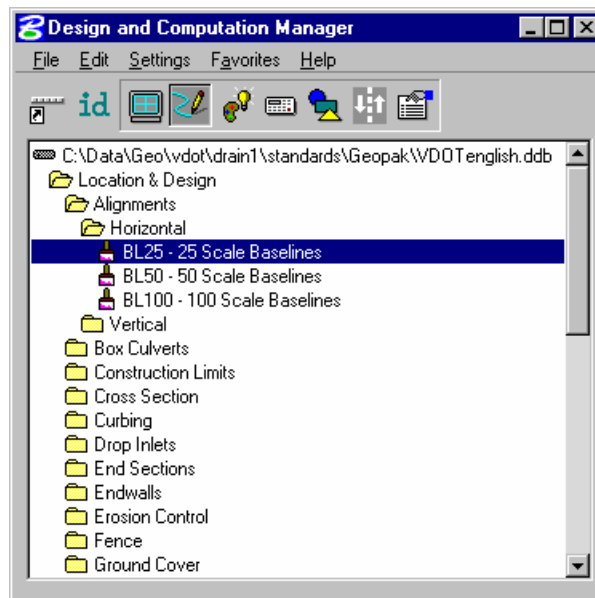 Design and Computation Manager
File Edit Settings Favorites Help
id
C:\Data\Geo\vdot\drain1\standards\Geopak\VDOTenglish.ddb
Location & Design
Alignments
Horizontal
BL25 - 25 Scale Baselines
BL50 - 50 Scale Baselines
BL100 - 100 Scale Baselines
Vertical
Box Culverts
Construction Limits
Cross Section
Curbing
Drop Inlets
End Sections
Endwalls
Erosion Control
Fence
Ground Cover